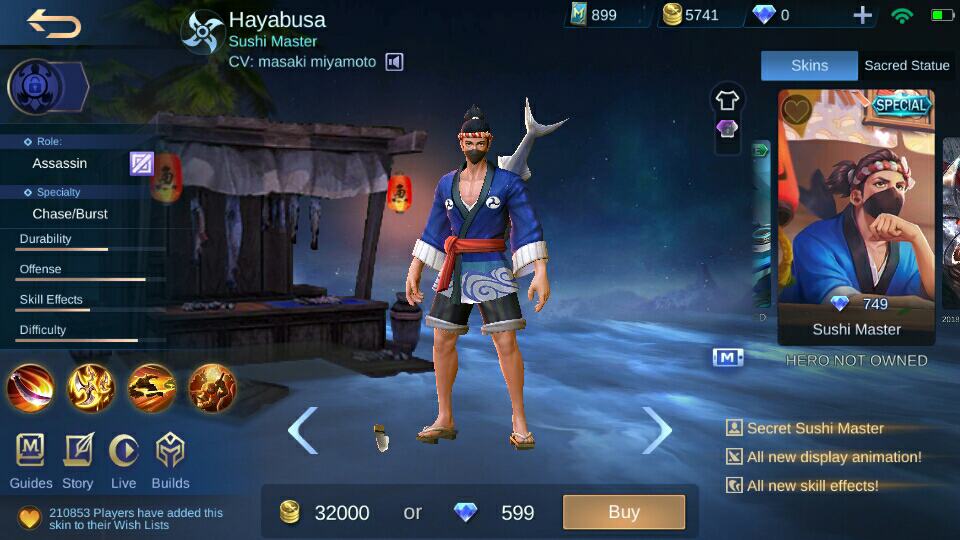 Hayabusa
Sushi Master
CV: masaki miyamoto
899
5741
0
Skins
Sacred Statue
SPECIAL
Role:
Assassin
Specialty
Chase/Burst
Durability
Offense
Skill Effects
Difficulty
E
D
749
Sushi Master
2018
M
HERO NOT OWNED
Secret Sushi Master
All new display animation!
All new skill effects!
Guides
Story
Live
Builds
210853 Players have added this
skin to their Wish Lists
32000 or 599
Buy